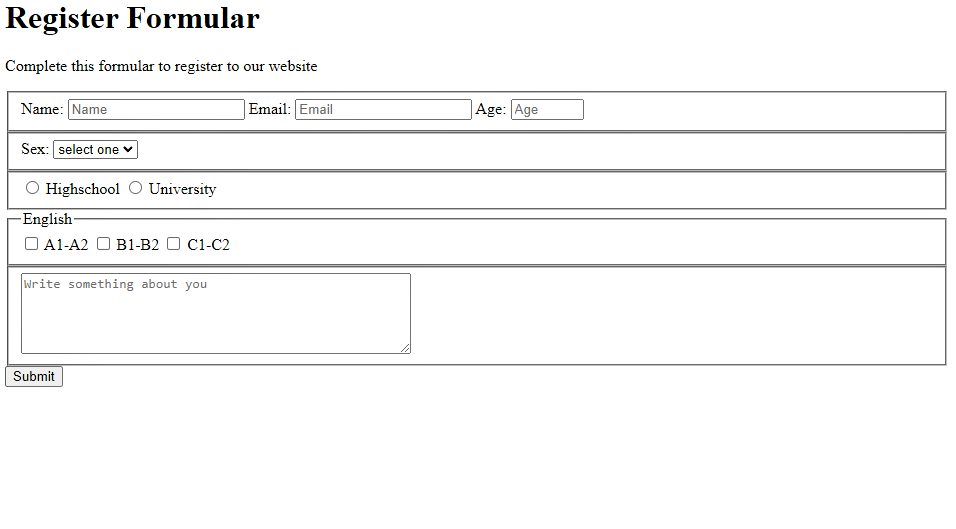 Register Formular
Complete this formular to register to our website
Name: Name Email: Email Age: Age
Sex: select one
Highschool University
English
A1-A2 B1-B2 C1-C2
Write something about you
Submit